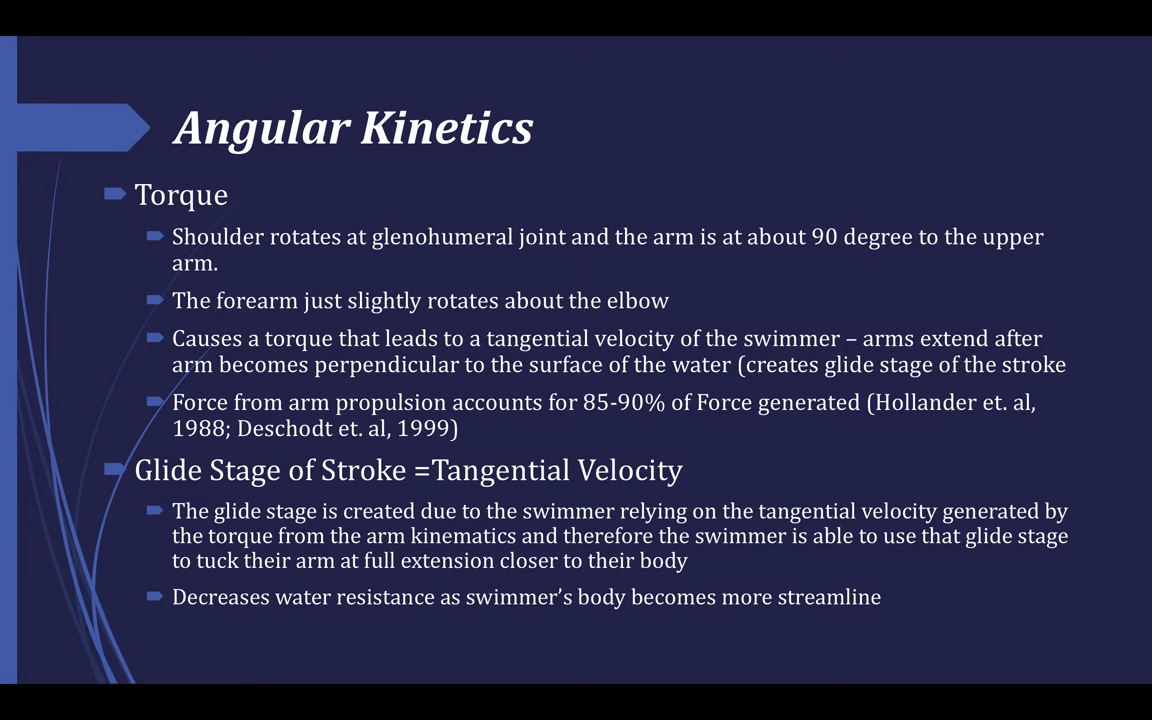 Angular Kinetics
Torque
Shoulder rotates at glenohumeral joint and the arm is at about 90 degree to the upper
arm.
The forearm just slightly rotates about the elbow
Causes a torque that leads to a tangential velocity of the swimmer – arms extend after
arm becomes perpendicular to the surface of the water (creates glide stage of the stroke
Force from arm propulsion accounts for 85-90% of Force generated (Hollander et. al,
1988; Deschodt et. al, 1999)
Glide Stage of Stroke =Tangential Velocity
The glide stage is created due to the swimmer relying on the tangential velocity generated by
the torque from the arm kinematics and therefore the swimmer is able to use that glide stage
to tuck their arm at full extension closer to their body
Decreases water resistance as swimmer’s body becomes more streamline